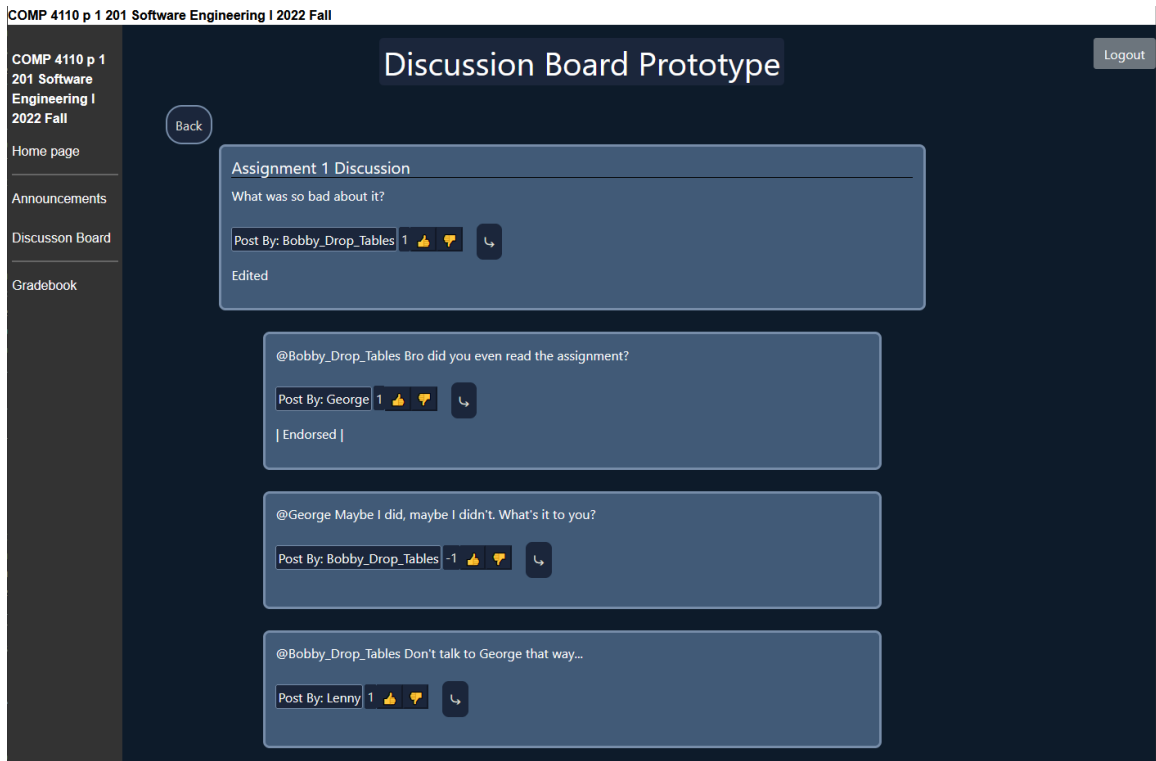 COMP 4110 p 1 201 Software Engineering I 2022 Fall
COMP 4110 p 1
201 Software
Engineering I
2022 Fall
Home page
Announcements
Discusson Board
Gradebook
Discussion Board Prototype
Logout
Back
Assignment 1 Discussion
What was so bad about it?
Post By: Bobby_Drop_Tables 1
Edited
@Bobby_Drop_Tables Bro did you even read the assignment?
Post By: George 1
| Endorsed |
@George Maybe I did, maybe I didn't. What's it to you?
Post By: Bobby_Drop_Tables -1
@Bobby_Drop_Tables Don't talk to George that way...
Post By: Lenny 1